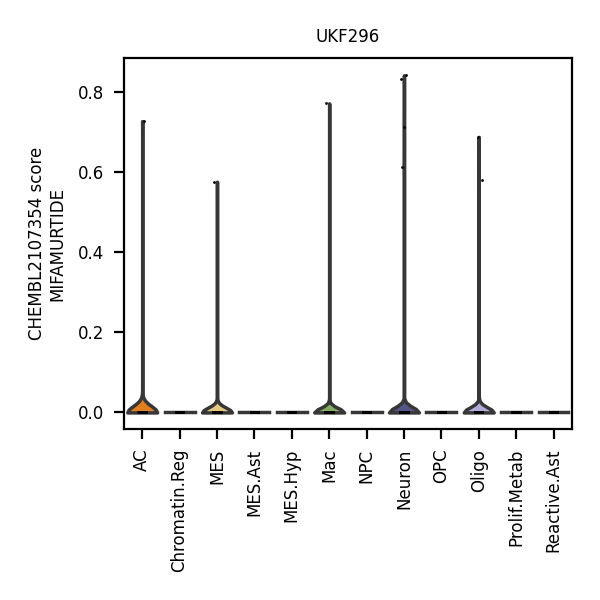 UKF296
CHEMBL2107354 score
MIFAMURTIDE
0.8
0.6
0.4
0.2
0.0
AC
Chromatin.Reg
MES
MES.Ast
MES.Hyp
Mac
NPC
Neuron
OPC
Oligo
Prolif.Metab
Reactive.Ast